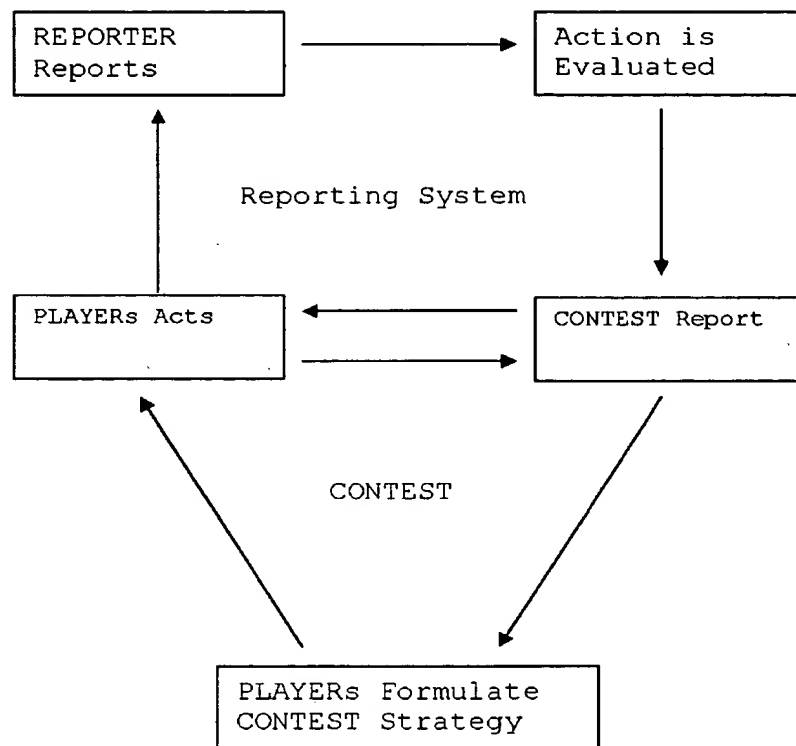 REPORTER
Reports
Action is
Evaluated
Reporting System
PLAYERs Acts
CONTEST Report
CONTEST
PLAYERs Formulate
CONTEST Strategy